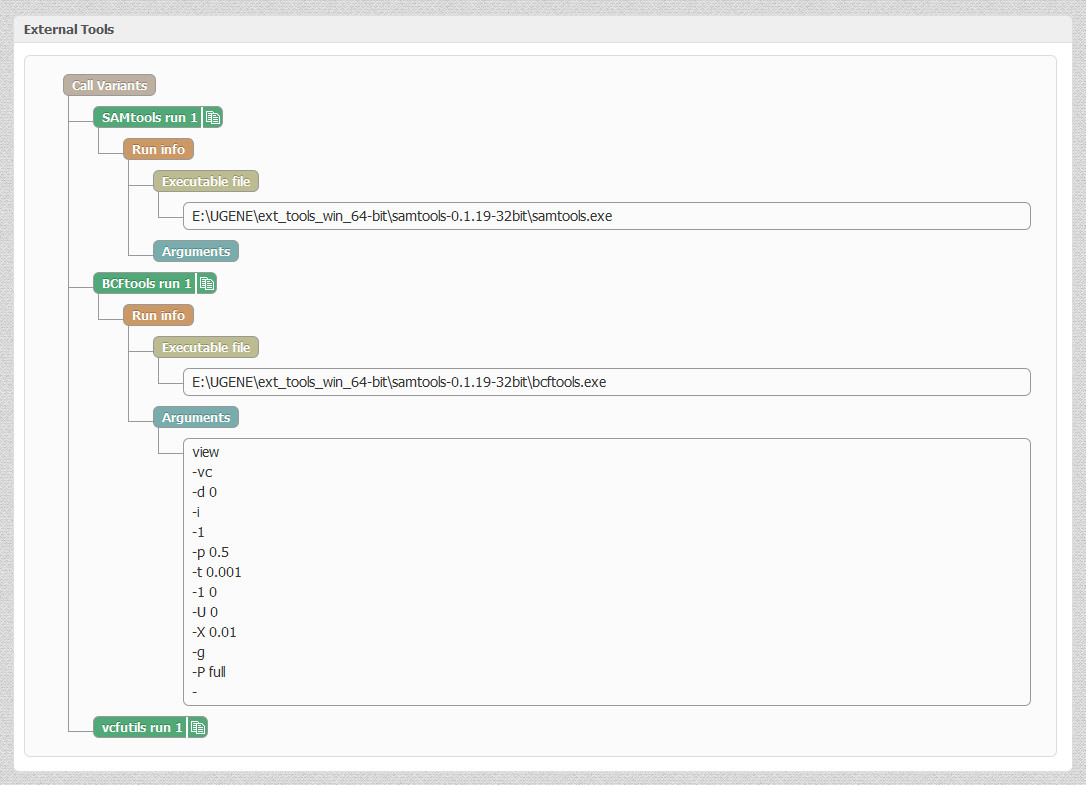 External Tools
Call Variants
SAMtools run 1
Run info
Executable file
E:\UGENE\ext_tools_win_64-bit\samtools-0.1.19-32bit\samtools.exe
Arguments
BCFtools run 1
Run info
Executable file
E:\UGENE\ext_tools_win_64-bit\samtools-0.1.19-32bit\bcftools.exe
Arguments
view
-vc
-d 0
-i
-1
-p 0.5
-t 0.001
-1 0
-U 0
-X 0.01
-g
-P full
-
vcfutils run 1